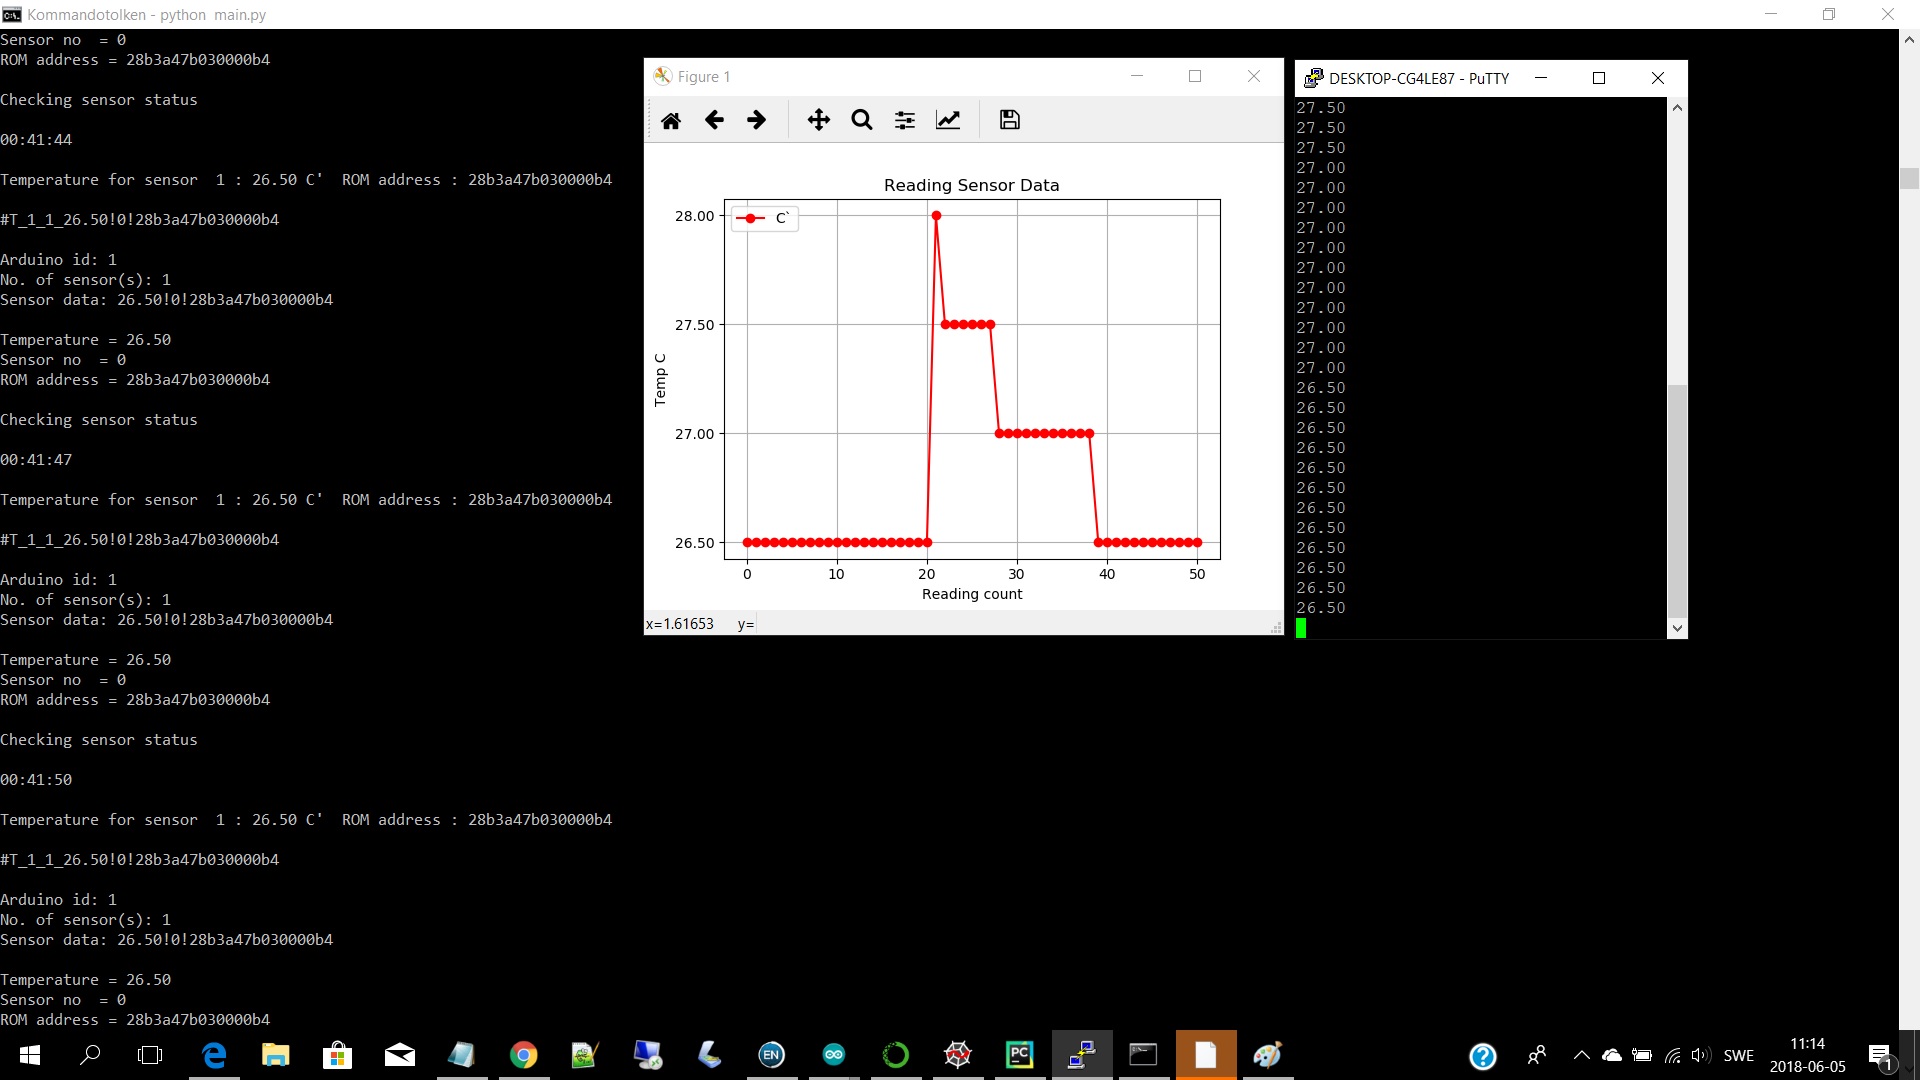 Kommandotolken - python  main.py
Sensor no  = 0
ROM address = 28b3a47b030000b4
Checking sensor status
00:41:44
Temperature for sensor  1 : 26.50 C'  ROM address : 28b3a47b030000b4
#T_1_1_26.50!0!28b3a47b030000b4
Arduino id: 1
No. of sensor(s): 1
Sensor data: 26.50!0!28b3a47b030000b4
Temperature = 26.50
Sensor no  = 0
ROM address = 28b3a47b030000b4
Checking sensor status
00:41:47
Temperature for sensor  1 : 26.50 C'  ROM address : 28b3a47b030000b4
#T_1_1_26.50!0!28b3a47b030000b4
Arduino id: 1
No. of sensor(s): 1
Sensor data: 26.50!0!28b3a47b030000b4
Temperature = 26.50
Sensor no  = 0
ROM address = 28b3a47b030000b4
Checking sensor status
00:41:50
Temperature for sensor  1 : 26.50 C'  ROM address : 28b3a47b030000b4
#T_1_1_26.50!0!28b3a47b030000b4
Arduino id: 1
No. of sensor(s): 1
Sensor data: 26.50!0!28b3a47b030000b4
Temperature = 26.50
Sensor no  = 0
ROM address = 28b3a47b030000b4
Figure 1
Reading Sensor Data
C`
28.00
27.50
27.00
26.50
Temp C
0 10 20 30 40 50
Reading count
x=1.61653 y=
DESKTOP-CG4LE87 - PuTTY
27.50
27.50
27.50
27.00
27.00
27.00
27.00
27.00
27.00
27.00
27.00
27.00
27.00
27.00
26.50
26.50
26.50
26.50
26.50
26.50
26.50
26.50
26.50
26.50
26.50
26.50
EN
PC
SWE
11:14
2018-06-05
1